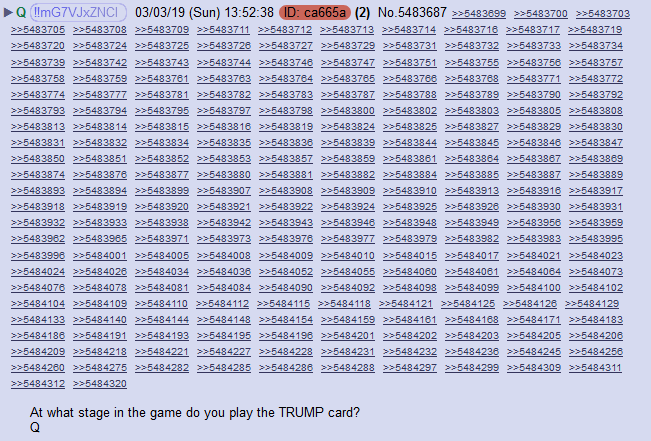 ▶ Q !!mG7VJxZNCI 03/03/19 (Sun) 13:52:38 ID: ca665a (2) No.5483687 >>5483699 >>5483700 >>5483703
>>5483705 >>5483708 >>5483709 >>5483711 >>5483712 >>5483713 >>5483714 >>5483716 >>5483717 >>5483719
>>5483720 >>5483724 >>5483725 >>5483726 >>5483727 >>5483729 >>5483731 >>5483732 >>5483733 >>5483734
>>5483739 >>5483742 >>5483743 >>5483744 >>5483746 >>5483747 >>5483751 >>5483755 >>5483756 >>5483757
>>5483758 >>5483759 >>5483761 >>5483763 >>5483764 >>5483765 >>5483766 >>5483768 >>5483771 >>5483772
>>5483774 >>5483777 >>5483781 >>5483782 >>5483783 >>5483787 >>5483788 >>5483789 >>5483790 >>5483792
>>5483793 >>5483794 >>5483795 >>5483797 >>5483798 >>5483800 >>5483802 >>5483803 >>5483805 >>5483808
>>5483813 >>5483814 >>5483815 >>5483816 >>5483819 >>5483824 >>5483825 >>5483827 >>5483829 >>5483830
>>5483831 >>5483832 >>5483834 >>5483835 >>5483836 >>5483839 >>5483844 >>5483845 >>5483846 >>5483847
>>5483850 >>5483851 >>5483852 >>5483853 >>5483857 >>5483859 >>5483861 >>5483864 >>5483867 >>5483869
>>5483874 >>5483876 >>5483877 >>5483880 >>5483881 >>5483882 >>5483884 >>5483885 >>5483887 >>5483889
>>5483893 >>5483894 >>5483899 >>5483907 >>5483908 >>5483909 >>5483910 >>5483913 >>5483916 >>5483917
>>5483918 >>5483919 >>5483920 >>5483921 >>5483922 >>5483924 >>5483925 >>5483926 >>5483930 >>5483931
>>5483932 >>5483933 >>5483938 >>5483942 >>5483943 >>5483946 >>5483948 >>5483949 >>5483956 >>5483959
>>5483962 >>5483965 >>5483971 >>5483973 >>5483976 >>5483977 >>5483979 >>5483982 >>5483983 >>5483995
>>5483996 >>5484001 >>5484005 >>5484008 >>5484009 >>5484010 >>5484015 >>5484017 >>5484021 >>5484023
>>5484024 >>5484026 >>5484034 >>5484036 >>5484052 >>5484055 >>5484060 >>5484061 >>5484064 >>5484073
>>5484076 >>5484078 >>5484081 >>5484084 >>5484090 >>5484092 >>5484098 >>5484099 >>5484100 >>5484102
>>5484104 >>5484109 >>5484110 >>5484112 >>5484115 >>5484118 >>5484121 >>5484125 >>5484126 >>5484129
>>5484133 >>5484140 >>5484144 >>5484148 >>5484154 >>5484159 >>5484161 >>5484168 >>5484171 >>5484183
>>5484186 >>5484191 >>5484193 >>5484195 >>5484196 >>5484201 >>5484202 >>5484203 >>5484205 >>5484206
>>5484209 >>5484218 >>5484221 >>5484227 >>5484228 >>5484231 >>5484232 >>5484236 >>5484245 >>5484256
>>5484260 >>5484275 >>5484282 >>5484285 >>5484286 >>5484288 >>5484297 >>5484299 >>5484309 >>5484311
>>5484312 >>5484320
At what stage in the game do you play the TRUMP card?
Q